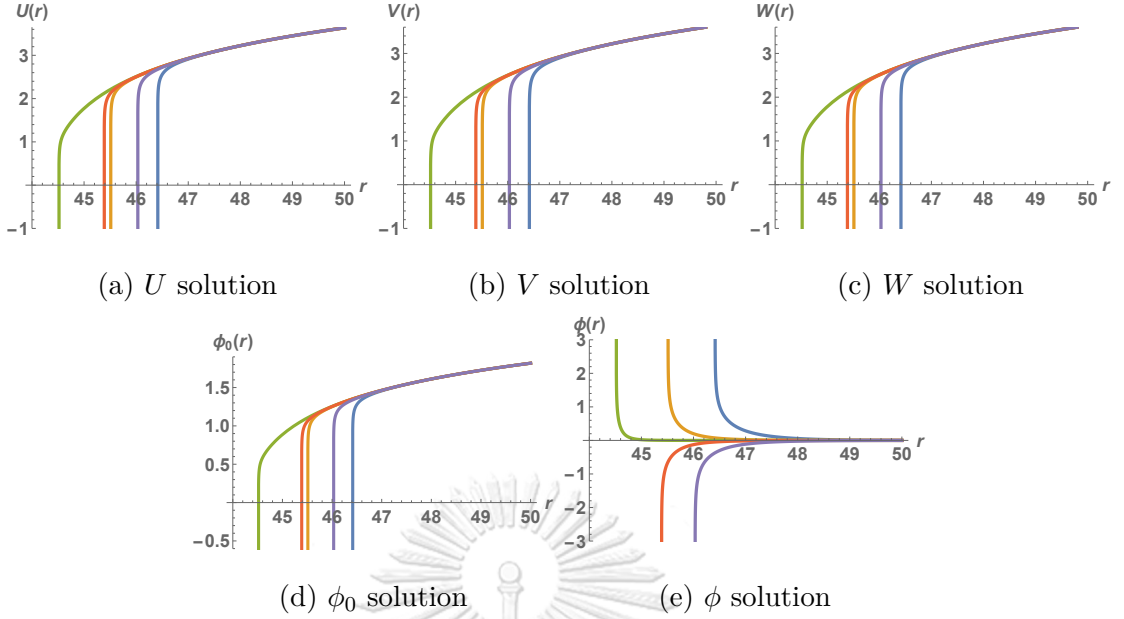 U(r) V(r) W(r)
3 3 3
2 2 2
1 1 1
45 46 47 48 49 50 r 45 46 47 48 49 50 r 45 46 47 48 49 50 r
−1 −1 −1
(a) U solution (b) V solution (c) W solution
ϕ₀(r) ϕ(r)
3
1.5 2
1.0 1
0.5 45 46 47 48 49 50 r
−1
45 46 47 48 49 50 r −2
−0.5 −3
(d) ϕ₀ solution (e) ϕ solution